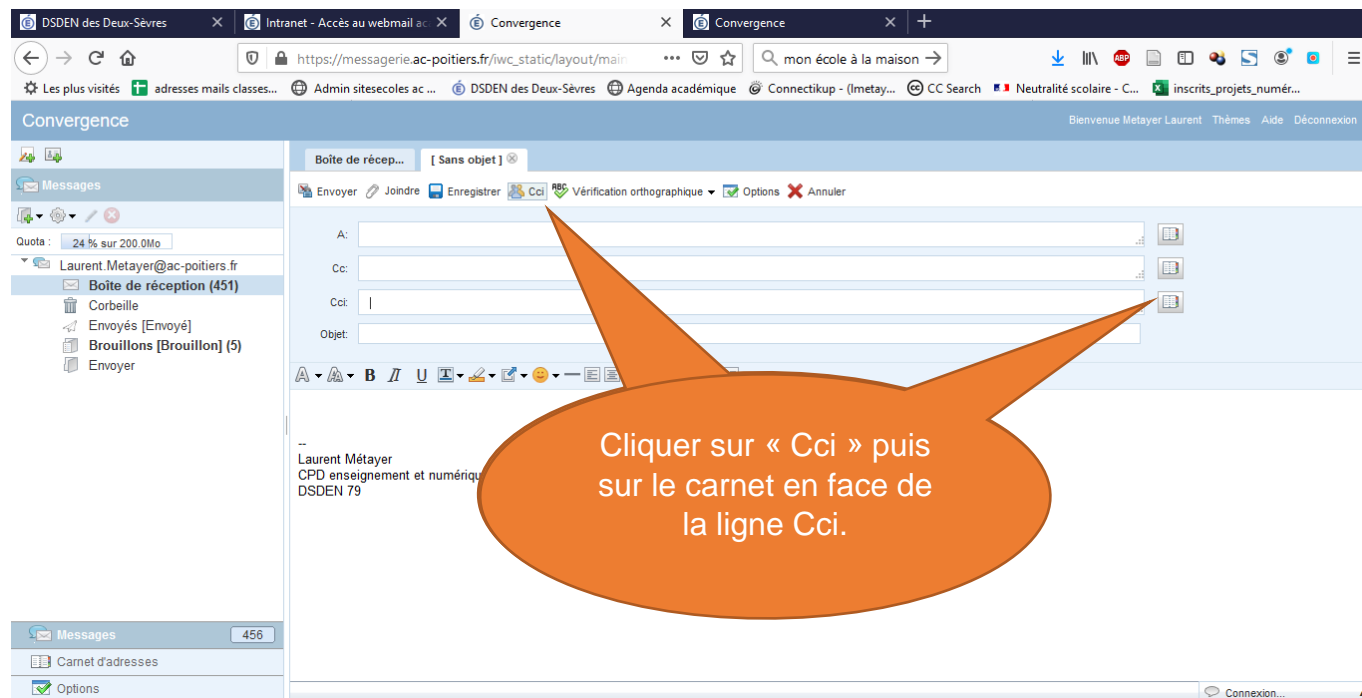 DSDEN des Deux-Sèvres
Intranet - Accès au webmail ac
Convergence
Convergence
https://messagerie.ac-poitiers.fr/iwc_static/layout/main
mon école à la maison
Les plus visités
adresses mails classes...
Admin sitesecoles ac ...
DSDEN des Deux-Sèvres
Agenda académique
Connectikup - (lmetay...
CC Search
Neutralité scolaire - C...
inscrits_projets_numér...
Convergence
Bienvenue Metayer Laurent Thèmes Aide Déconnexion
Boîte de récep...
[ Sans objet ]
Messages
Envoyer Joindre Enregistrer Cci Vérification orthographique Options Annuler
Quota : 24 % sur 200.0Mo
A:
Laurent.Metayer@ac-poitiers.fr
Cc:
Boîte de réception (451)
Corbeille
Cci:
Envoyés [Envoyé]
Objet:
Brouillons [Brouillon] (5)
Envoyer
--
Laurent Métayer
CPD enseignement et numériqu
DSDEN 79
Cliquer sur « Cci » puis
sur le carnet en face de
la ligne Cci.
Messages 456
Carnet d'adresses
Options
Connexion...